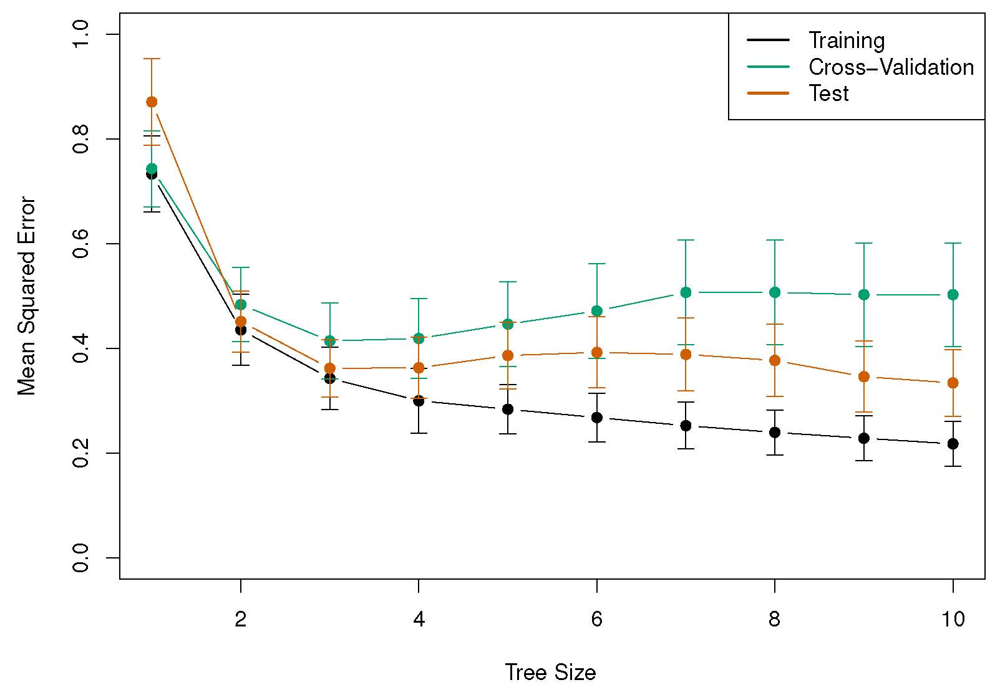 Training
Cross-Validation
Test
Mean Squared Error
1.0
0.8
0.6
0.4
0.2
0.0
2 4 6 8 10
Tree Size